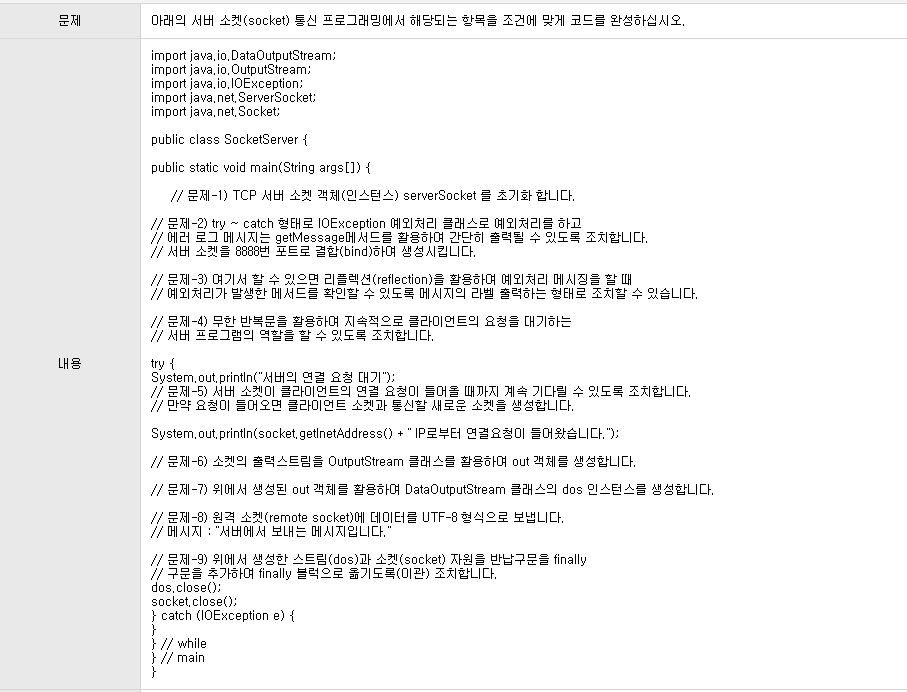 문제
아래의 서버 소켓(socket) 통신 프로그래밍에서 해당되는 항목을 조건에 맞게 코드를 완성하십시오.
내용
import java.io.DataOutputStream;
import java.io.OutputStream;
import java.io.IOException;
import java.net.ServerSocket;
import java.net.Socket;
public class SocketServer {
public static void main(String args[]) {
// 문제-1) TCP 서버 소켓 객체(인스턴스) serverSocket 를 초기화 합니다.
// 문제-2) try ~ catch 형태로 IOException 예외처리 클래스로 예외처리를 하고
// 에러 로그 메시지는 getMessage메서드를 활용하여 간단히 출력될 수 있도록 조치합니다.
// 서버 소켓을 8888번 포트로 결합(bind)하여 생성시킵니다.
// 문제-3) 여기서 할 수 있으면 리플렉션(reflection)을 활용하여 예외처리 메시징을 할 때
// 예외처리가 발생한 메서드를 확인할 수 있도록 메시지의 라벨 출력하는 형태로 조치할 수 있습니다.
// 문제-4) 무한 반복문을 활용하여 지속적으로 클라이언트의 요청을 대기하는
// 서버 프로그램의 역할을 할 수 있도록 조치합니다.
try {
System.out.println("서버의 연결 요청 대기");
// 문제-5) 서버 소켓이 클라이언트의 연결 요청이 들어올 때까지 계속 기다릴 수 있도록 조치합니다.
// 만약 요청이 들어오면 클라이언트 소켓과 통신할 새로운 소켓을 생성합니다.
System.out.println(socket.getInetAddress() + " IP로부터 연결요청이 들어왔습니다.");
// 문제-6) 소켓의 출력스트림을 OutputStream 클래스를 활용하여 out 객체를 생성합니다.
// 문제-7) 위에서 생성된 out 객체를 활용하여 DataOutputStream 클래스의 dos 인스턴스를 생성합니다.
// 문제-8) 원격 소켓(remote socket)에 데이터를 UTF-8 형식으로 보냅니다.
// 메시지 : "서버에서 보내는 메시지입니다."
// 문제-9) 위에서 생성한 스트림(dos)과 소켓(socket) 자원을 반납구문을 finally
// 구문을 추가하여 finally 블럭으로 옮기도록(이관) 조치합니다.
dos.close();
socket.close();
} catch (IOException e) {
}
} // while
} // main
}